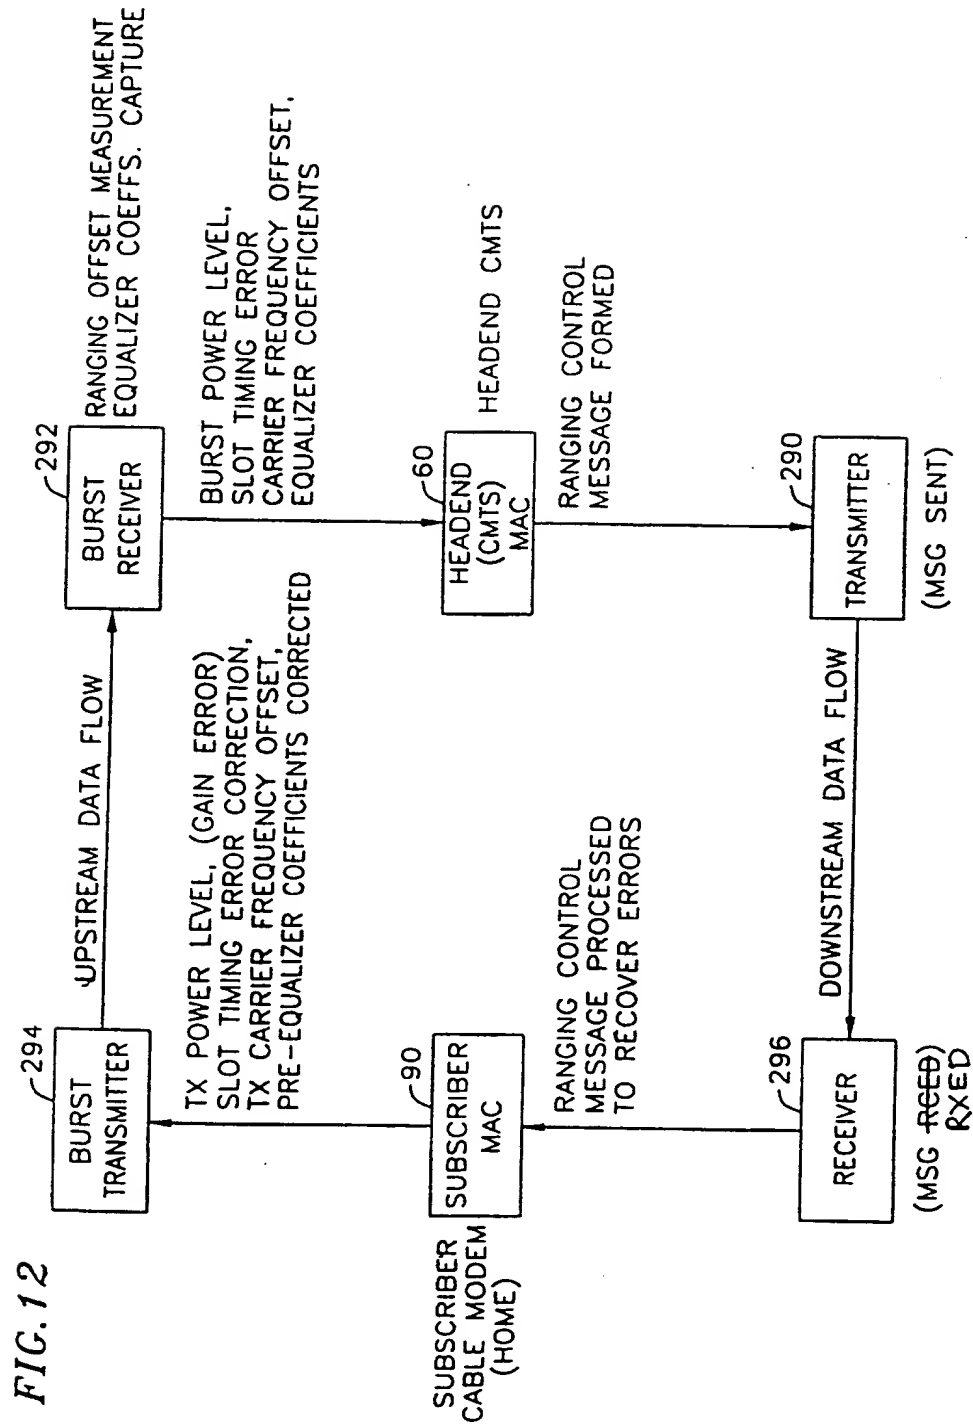 FIG.12
294
BURST
TRANSMITTER
UPSTREAM DATA FLOW
292
BURST
RECEIVER
RANGING OFFSET MEASUREMENT
EQUALIZER COEFFS. CAPTURE
TX POWER LEVEL, (GAIN ERROR)
SLOT TIMING ERROR CORRECTION,
TX CARRIER FREQUENCY OFFSET,
PRE-EQUALIZER COEFFICIENTS CORRECTED
BURST POWER LEVEL,
SLOT TIMING ERROR
CARRIER FREQUENCY OFFSET,
EQUALIZER COEFFICIENTS
SUBSCRIBER
CABLE MODEM
(HOME)
90
SUBSCRIBER
MAC
60
HEADEND
(CMTS)
MAC
HEADEND CMTS
RANGING CONTROL
MESSAGE PROCESSED
TO RECOVER ERRORS
RANGING CONTROL
MESSAGE FORMED
296
RECEIVER
(MSG RCED)
RXED
DOWNSTREAM DATA FLOW
290
TRANSMITTER
(MSG SENT)